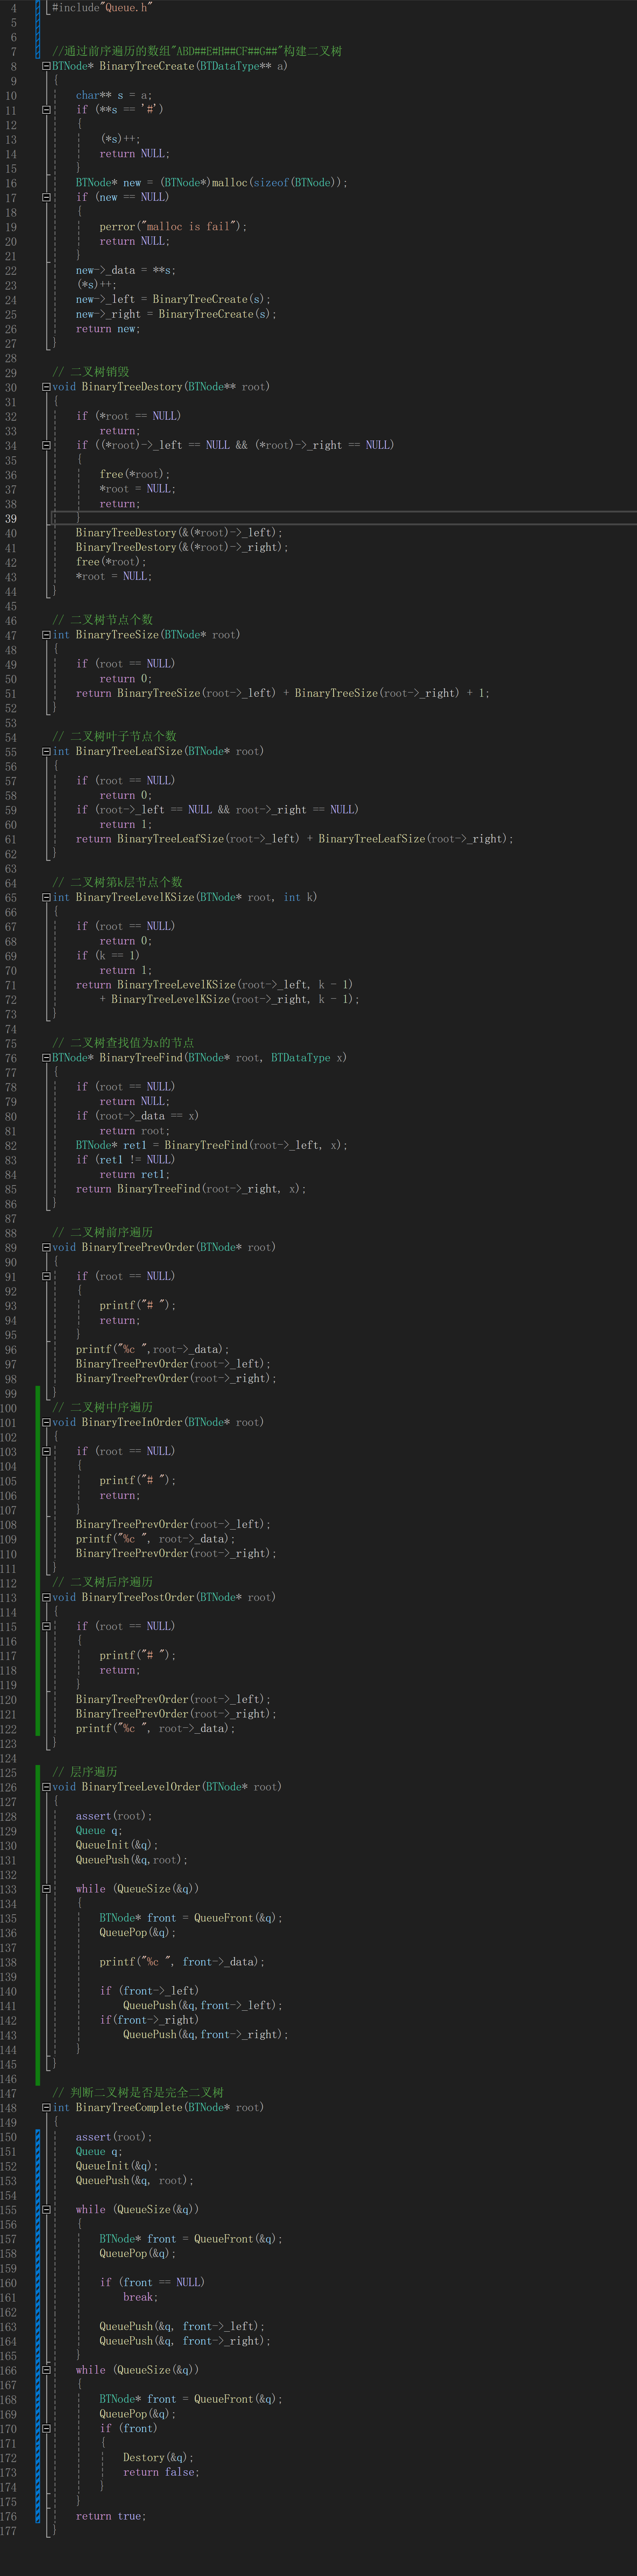 4 #include"Queue.h"
5
6
7 //通过前序遍历的数组"ABD##E#H##CF##G##"构建二叉树
8 BTNode* BinaryTreeCreate(BTDataType** a)
9 {
10 char** s = a;
11 if (**s == '#')
12 {
13 (*s)++;
14 return NULL;
15 }
16 BTNode* new = (BTNode*)malloc(sizeof(BTNode));
17 if (new == NULL)
18 {
19 perror("malloc is fail");
20 return NULL;
21 }
22 new->_data = **s;
23 (*s)++;
24 new->_left = BinaryTreeCreate(s);
25 new->_right = BinaryTreeCreate(s);
26 return new;
27 }
28
29 // 二叉树销毁
30 void BinaryTreeDestory(BTNode** root)
31 {
32 if (*root == NULL)
33 return;
34 if ((*root)->_left == NULL && (*root)->_right == NULL)
35 {
36 free(*root);
37 *root = NULL;
38 return;
39 }
40 BinaryTreeDestory(&(*root)->_left);
41 BinaryTreeDestory(&(*root)->_right);
42 free(*root);
43 *root = NULL;
44 }
45
46 // 二叉树节点个数
47 int BinaryTreeSize(BTNode* root)
48 {
49 if (root == NULL)
50 return 0;
51 return BinaryTreeSize(root->_left) + BinaryTreeSize(root->_right) + 1;
52 }
53
54 // 二叉树叶子节点个数
55 int BinaryTreeLeafSize(BTNode* root)
56 {
57 if (root == NULL)
58 return 0;
59 if (root->_left == NULL && root->_right == NULL)
60 return 1;
61 return BinaryTreeLeafSize(root->_left) + BinaryTreeLeafSize(root->_right);
62 }
63
64 // 二叉树第k层节点个数
65 int BinaryTreeLevelKSize(BTNode* root, int k)
66 {
67 if (root == NULL)
68 return 0;
69 if (k == 1)
70 return 1;
71 return BinaryTreeLevelKSize(root->_left, k - 1)
72 + BinaryTreeLevelKSize(root->_right, k - 1);
73 }
74
75 // 二叉树查找值为x的节点
76 BTNode* BinaryTreeFind(BTNode* root, BTDataType x)
77 {
78 if (root == NULL)
79 return NULL;
80 if (root->_data == x)
81 return root;
82 BTNode* ret1 = BinaryTreeFind(root->_left, x);
83 if (ret1 != NULL)
84 return ret1;
85 return BinaryTreeFind(root->_right, x);
86 }
87
88 // 二叉树前序遍历
89 void BinaryTreePrevOrder(BTNode* root)
90 {
91 if (root == NULL)
92 {
93 printf("# ");
94 return;
95 }
96 printf("%c ",root->_data);
97 BinaryTreePrevOrder(root->_left);
98 BinaryTreePrevOrder(root->_right);
99 }
100 // 二叉树中序遍历
101 void BinaryTreeInOrder(BTNode* root)
102 {
103 if (root == NULL)
104 {
105 printf("# ");
106 return;
107 }
108 BinaryTreePrevOrder(root->_left);
109 printf("%c ", root->_data);
110 BinaryTreePrevOrder(root->_right);
111 }
112 // 二叉树后序遍历
113 void BinaryTreePostOrder(BTNode* root)
114 {
115 if (root == NULL)
116 {
117 printf("# ");
118 return;
119 }
120 BinaryTreePrevOrder(root->_left);
121 BinaryTreePrevOrder(root->_right);
122 printf("%c ", root->_data);
123 }
124
125 // 层序遍历
126 void BinaryTreeLevelOrder(BTNode* root)
127 {
128 assert(root);
129 Queue q;
130 QueueInit(&q);
131 QueuePush(&q,root);
132
133 while (QueueSize(&q))
134 {
135 BTNode* front = QueueFront(&q);
136 QueuePop(&q);
137
138 printf("%c ", front->_data);
139
140 if (front->_left)
141 QueuePush(&q,front->_left);
142 if(front->_right)
143 QueuePush(&q,front->_right);
144 }
145 }
146
147 // 判断二叉树是否是完全二叉树
148 int BinaryTreeComplete(BTNode* root)
149 {
150 assert(root);
151 Queue q;
152 QueueInit(&q);
153 QueuePush(&q, root);
154
155 while (QueueSize(&q))
156 {
157 BTNode* front = QueueFront(&q);
158 QueuePop(&q);
159
160 if (front == NULL)
161 break;
162
163 QueuePush(&q, front->_left);
164 QueuePush(&q, front->_right);
165 }
166 while (QueueSize(&q))
167 {
168 BTNode* front = QueueFront(&q);
169 QueuePop(&q);
170 if (front)
171 {
172 Destory(&q);
173 return false;
174 }
175 }
176 return true;
177 }